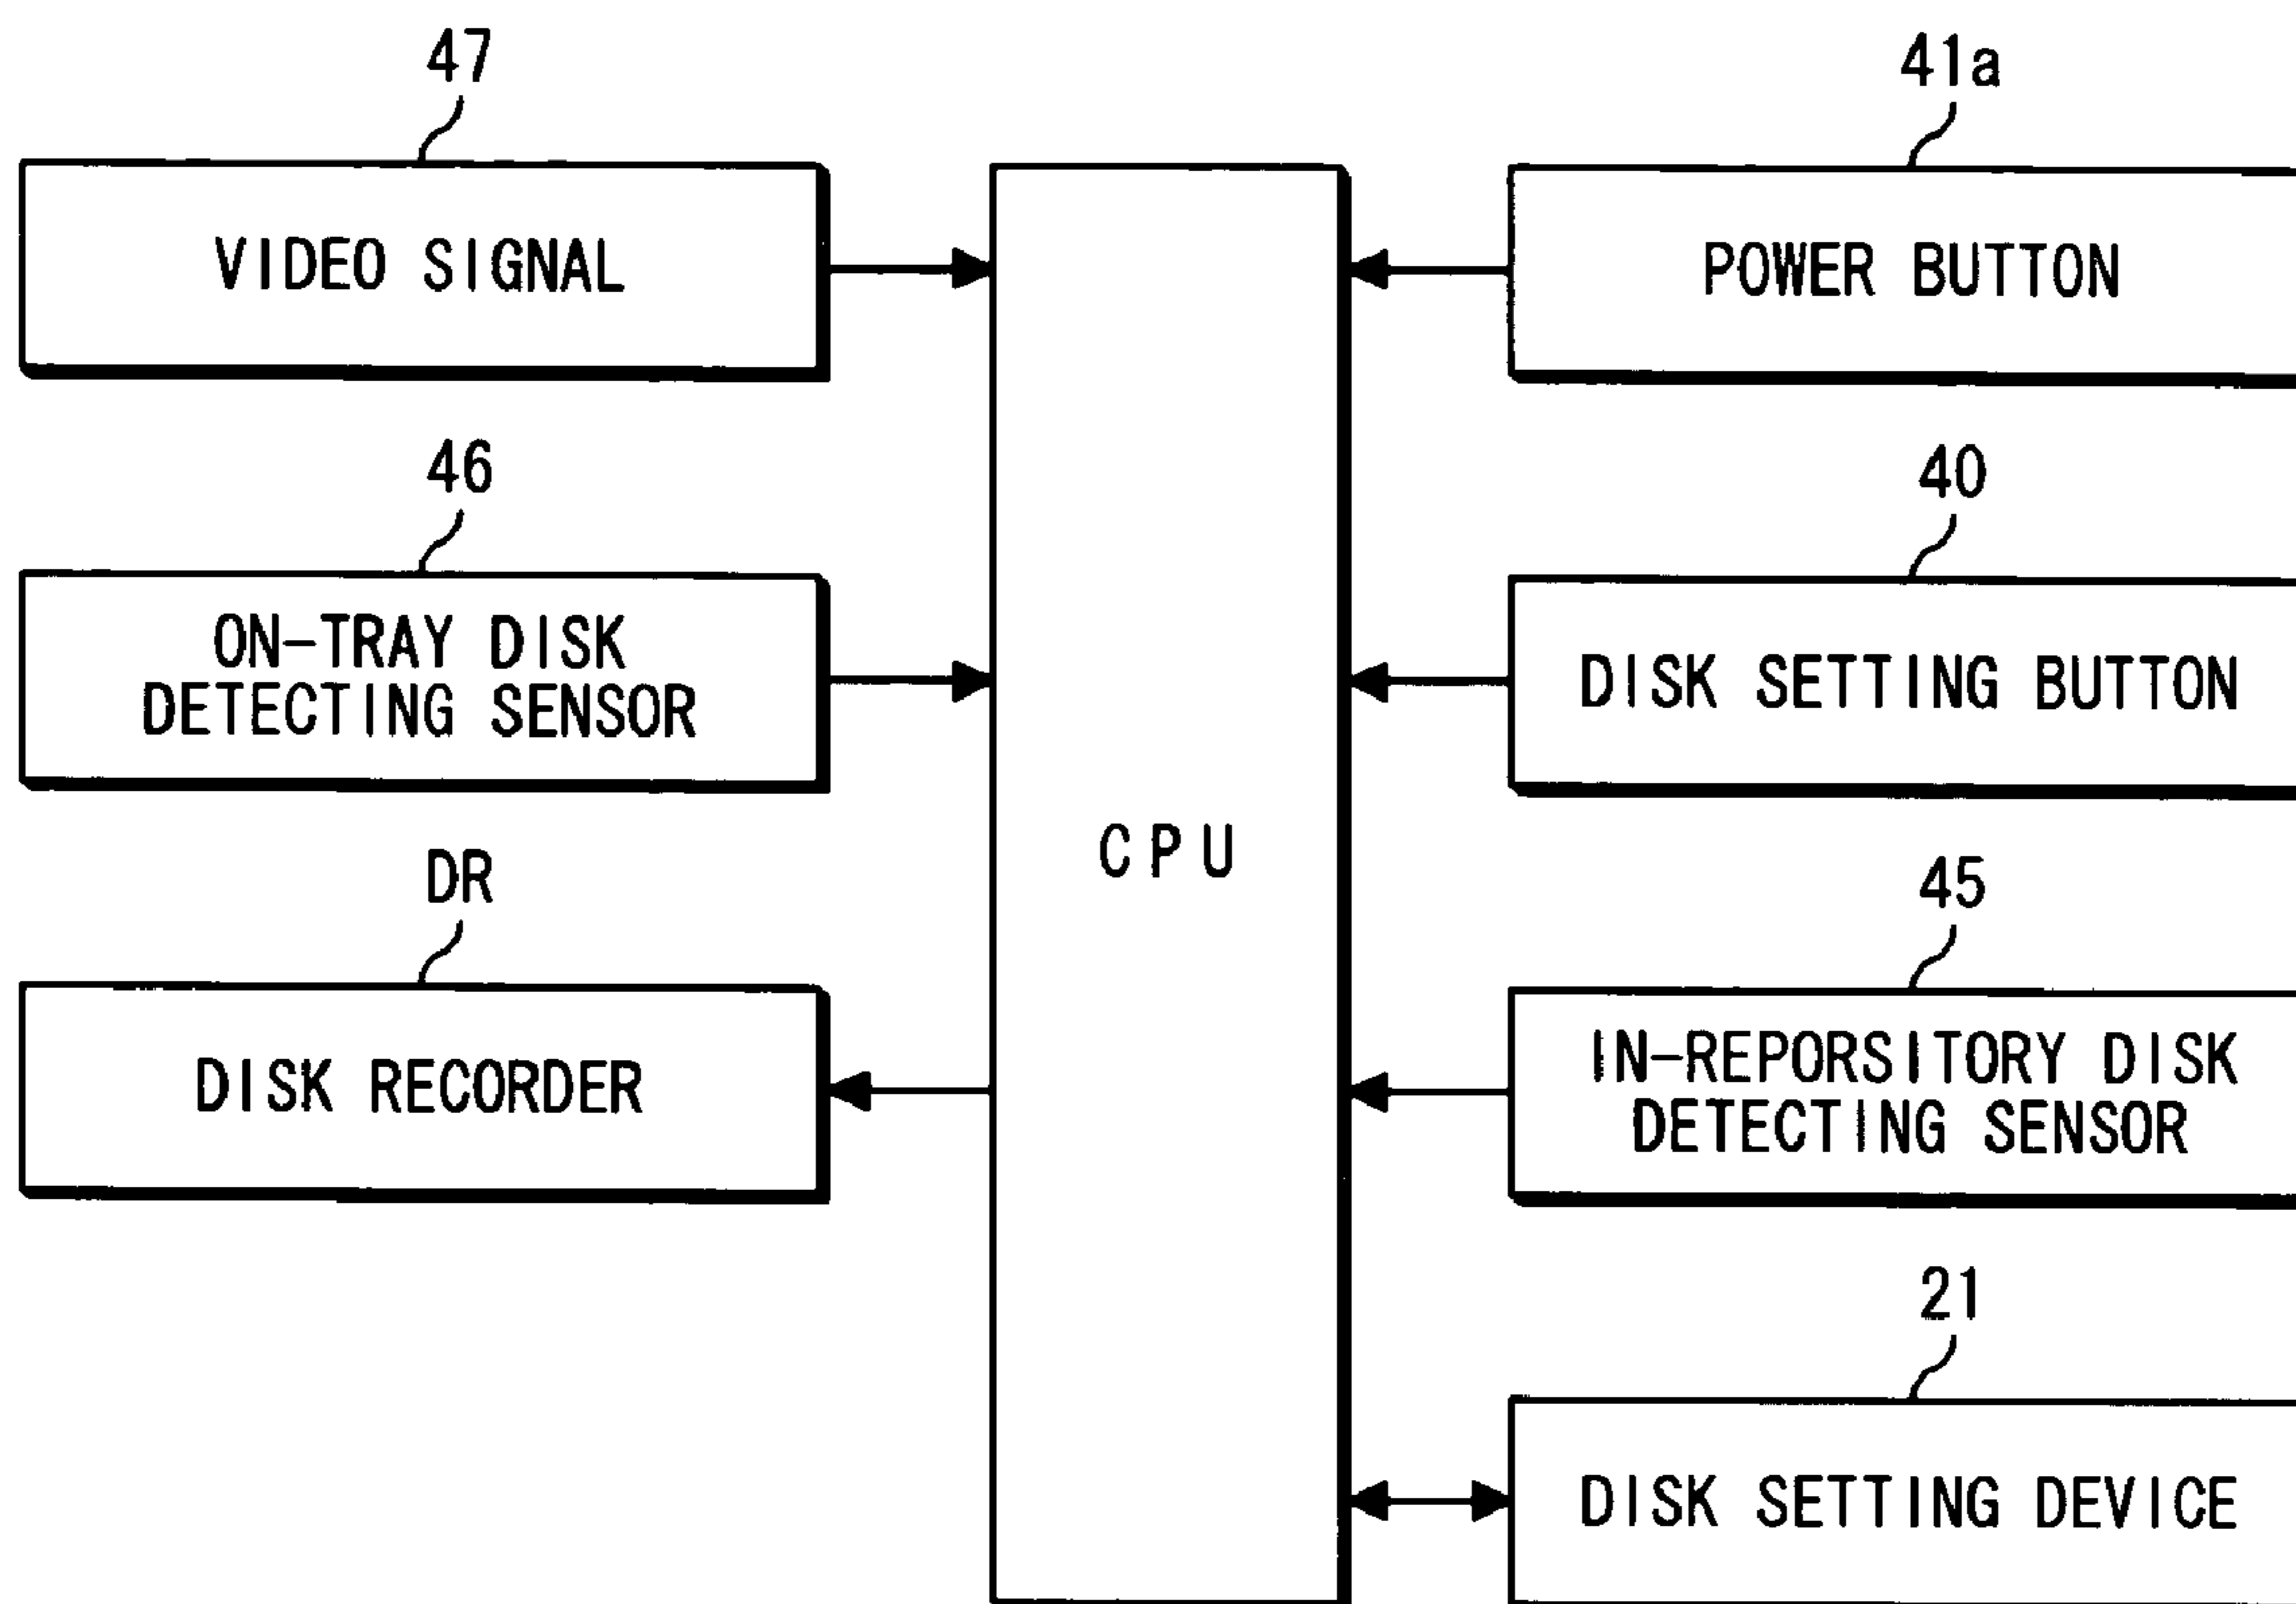 47
VIDEO SIGNAL
46
ON-TRAY DISK
DETECTING SENSOR
DR
DISK RECORDER
CPU
41a
POWER BUTTON
40
DISK SETTING BUTTON
45
IN-REPORSITORY DISK
DETECTING SENSOR
21
DISK SETTING DEVICE